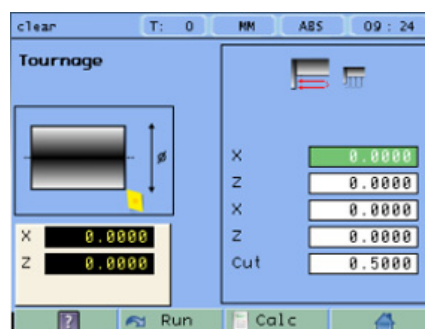 clear T: 0 MM ABS 09 : 24
Tournage
ø
X 0.0000
Z 0.0000
X 0.0000
Z 0.0000
Cut 0.5000
X 0.0000
Z 0.0000
? Run Calc